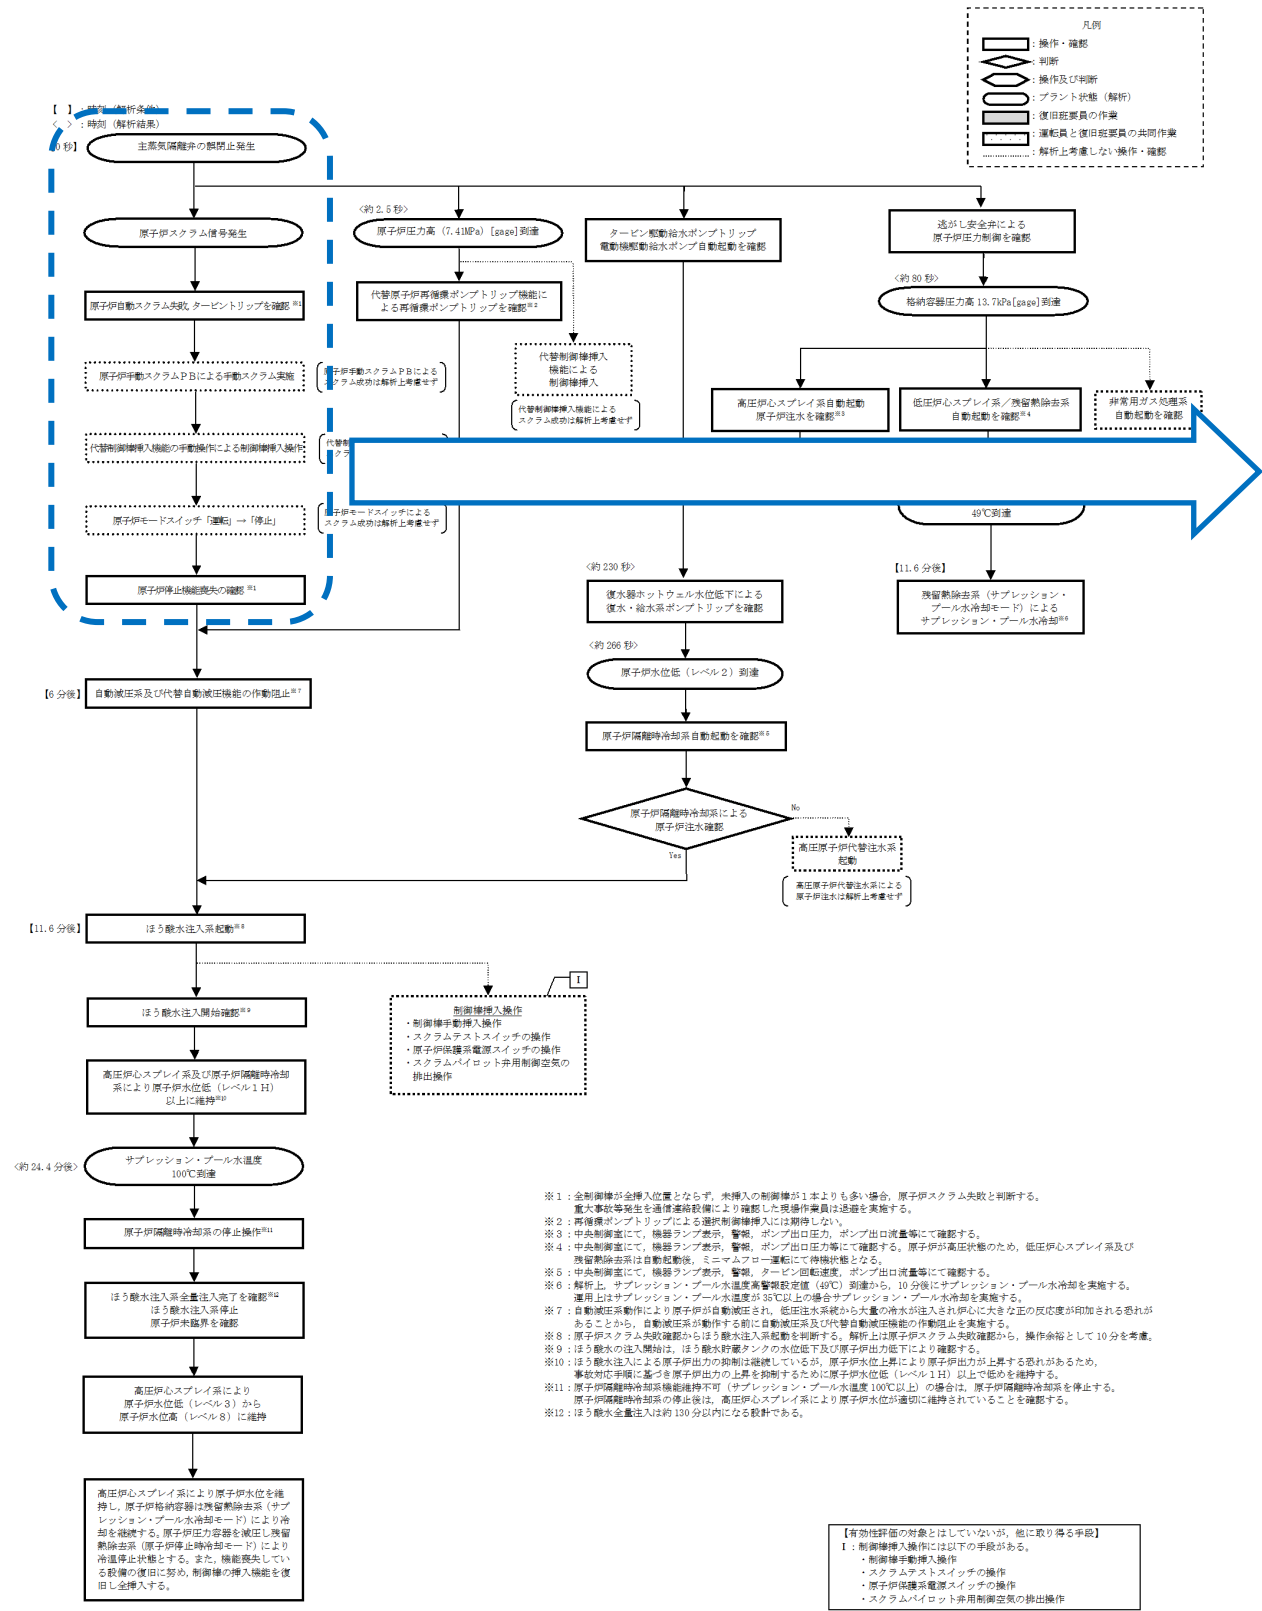 凡例
：操作・確認
：判断
：操作及び判断
：プラント状態（解析）
：復旧班要員の作業
：運転員と復旧班要員の共同作業
：解析上考慮しない操作・確認
【　】：時刻（解析条件）
〈　〉：時刻（解析結果）
0秒】
主蒸気隔離弁の誤閉止発生
原子炉スクラム信号発生
原子炉自動スクラム失敗，タービントリップを確認 ※1
原子炉手動スクラムＰＢによる手動スクラム実施
原子炉手動スクラムＰＢによる
スクラム成功は解析上考慮せず
代替制御棒挿入機能の手動操作による制御棒挿入操作
代替制
スクラ
原子炉モードスイッチ「運転」→「停止」
原子炉モードスイッチによる
スクラム成功は解析上考慮せず
原子炉停止機能喪失の確認 ※1
〈約2.5秒〉
原子炉圧力高（7.41MPa）[gage]到達
代替原子炉再循環ポンプトリップ機能に
よる再循環ポンプトリップを確認※2
代替制御棒挿入
機能による
制御棒挿入
代替制御棒挿入機能による
スクラム成功は解析上考慮せず
タービン駆動給水ポンプトリップ
電動機駆動給水ポンプ自動起動を確認
逃がし安全弁による
原子炉圧力制御を確認
〈約80秒〉
格納容器圧力高 13.7kPa[gage]到達
高圧炉心スプレイ系自動起動
原子炉注水を確認※3
低圧炉心スプレイ系／残留熱除去系
自動起動を確認※4
非常用ガス処理系
自動起動を確認
49℃到達
【11.6分後】
残留熱除去系（サプレッション・
プール水冷却モード）による
サプレッション・プール水冷却※6
〈約230秒〉
復水器ホットウェル水位低下による
復水・給水系ポンプトリップを確認
〈約266秒〉
原子炉水位低（レベル２）到達
原子炉隔離時冷却系自動起動を確認※5
原子炉隔離時冷却系による
原子炉注水確認
No
Yes
高圧原子炉代替注水系
起動
高圧原子炉代替注水系による
原子炉注水は解析上考慮せず
【6分後】
自動減圧系及び代替自動減圧機能の作動阻止※7
【11.6分後】
ほう酸水注入系起動※8
ほう酸水注入開始確認※9
Ｉ
制御棒挿入操作
・制御棒手動挿入操作
・スクラムテストスイッチの操作
・原子炉保護系電源スイッチの操作
・スクラムパイロット弁用制御空気の
排出操作
高圧炉心スプレイ系及び原子炉隔離時冷却
系により原子炉水位低（レベル１Ｈ）
以上に維持※10
〈約24.4分後〉
サプレッション・プール水温度
100℃到達
原子炉隔離時冷却系の停止操作※11
ほう酸水注入系全量注入完了を確認※12
ほう酸水注入系停止
原子炉未臨界を確認
高圧炉心スプレイ系により
原子炉水位低（レベル３）から
原子炉水位高（レベル８）に維持
高圧炉心スプレイ系により原子炉水位を維
持し，原子炉格納容器は残留熱除去系（サプ
レッション・プール水冷却モード）により冷
却を継続する。原子炉圧力容器を減圧し残留
熱除去系（原子炉停止時冷却モード）により
冷温停止状態とする。また，機能喪失してい
る設備の復旧に努め，制御棒の挿入機能を復
旧し全挿入する。
※１：全制御棒が全挿入位置とならず，未挿入の制御棒が１本よりも多い場合，原子炉スクラム失敗と判断する。
重大事故等発生を通信連絡設備により確認した現場作業員は退避を実施する。
※２：再循環ポンプトリップによる選択制御棒挿入には期待しない。
※３：中央制御室にて，機器ランプ表示，警報，ポンプ出口圧力，ポンプ出口流量等にて確認する。
※４：中央制御室にて，機器ランプ表示，警報，ポンプ出口圧力等にて確認する。原子炉が高圧状態のため，低圧炉心スプレイ系及び
残留熱除去系は自動起動後，ミニマムフロー運転にて待機状態となる。
※５：中央制御室にて，機器ランプ表示，警報，タービン回転速度，ポンプ出口流量等にて確認する。
※６：解析上，サプレッション・プール水温度高警報設定値（49℃）到達から，10分後にサプレッション・プール水冷却を実施する。
運用上はサプレッション・プール水温度が35℃以上の場合サプレッション・プール水冷却を実施する。
※７：自動減圧系動作により原子炉が自動減圧され，低圧注水系統から大量の冷水が注入され炉心に大きな正の反応度が印加される恐れが
あることから，自動減圧系が動作する前に自動減圧系及び代替自動減圧機能の作動阻止を実施する。
※８：原子炉スクラム失敗確認からほう酸水注入系起動を判断する。解析上は原子炉スクラム失敗確認から，操作余裕として10分を考慮。
※９：ほう酸水の注入開始は，ほう酸水貯蔵タンクの水位低下及び原子炉出力低下により確認する。
※10：ほう酸水注入による原子炉出力の抑制は継続しているが，原子炉水位上昇により原子炉出力が上昇する恐れがあるため，
事故対応手順に基づき原子炉出力の上昇を抑制するために原子炉水位低（レベル１Ｈ）以上で低めを維持する。
※11：原子炉隔離時冷却系機能維持不可（サプレッション・プール水温度100℃以上）の場合は，原子炉隔離時冷却系を停止する。
原子炉隔離時冷却系の停止後は，高圧炉心スプレイ系により原子炉水位が適切に維持されていることを確認する。
※12：ほう酸水全量注入は約130分以内になる設計である。
【有効性評価の対象とはしていないが，他に取り得る手段】
Ｉ：制御棒挿入操作には以下の手段がある。
・制御棒手動挿入操作
・スクラムテストスイッチの操作
・原子炉保護系電源スイッチの操作
・スクラムパイロット弁用制御空気の排出操作